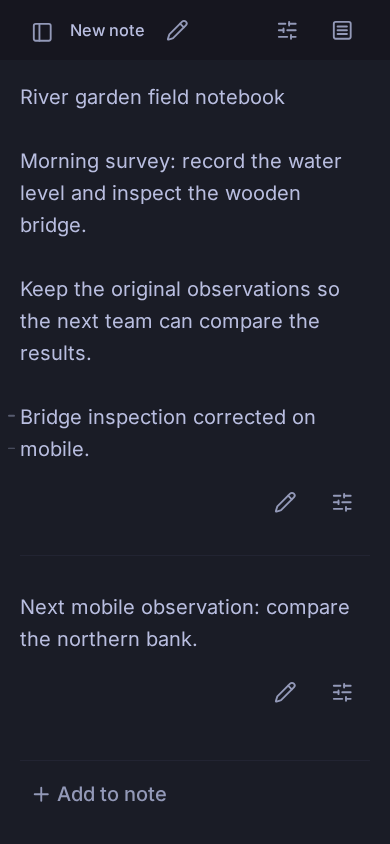 New note
River garden field notebook
Morning survey: record the water
level and inspect the wooden
bridge.
Keep the original observations so
the next team can compare the
results.
Bridge inspection corrected on
mobile.
Next mobile observation: compare
the northern bank.
Add to note